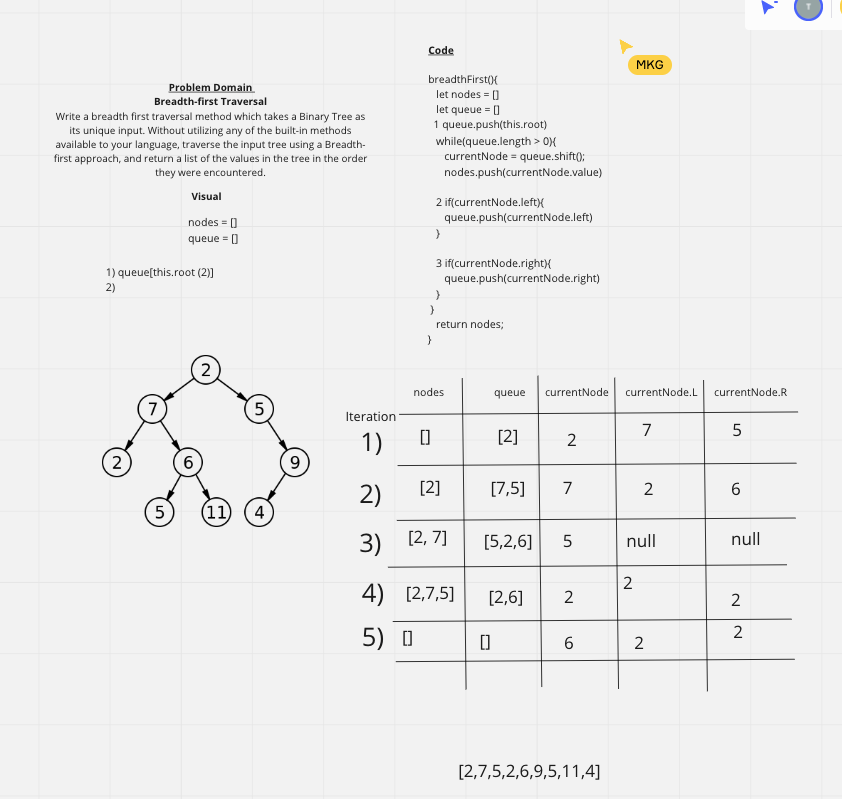 T
MKG
Problem Domain
Breadth-first Traversal
Write a breadth first traversal method which takes a Binary Tree as
its unique input. Without utilizing any of the built-in methods
available to your language, traverse the input tree using a Breadth-
first approach, and return a list of the values in the tree in the order
they were encountered.
Visual
nodes = []
queue = []
1) queue[this.root (2)]
2)
Code
breadthFirst(){
let nodes = []
let queue = []
1 queue.push(this.root)
while(queue.length > 0){
currentNode = queue.shift();
nodes.push(currentNode.value)
2 if(currentNode.left){
queue.push(currentNode.left)
}
3 if(currentNode.right){
queue.push(currentNode.right)
}
}
return nodes;
}
2
7 5
2 6 9
5 11 4
nodes queue currentNode currentNode.L currentNode.R
Iteration
1) [] [2] 2 7 5
2) [2] [7,5] 7 2 6
3) [2, 7] [5,2,6] 5 null null
4) [2,7,5] [2,6] 2 2 2
5) [] [] 6 2 2
[2,7,5,2,6,9,5,11,4]